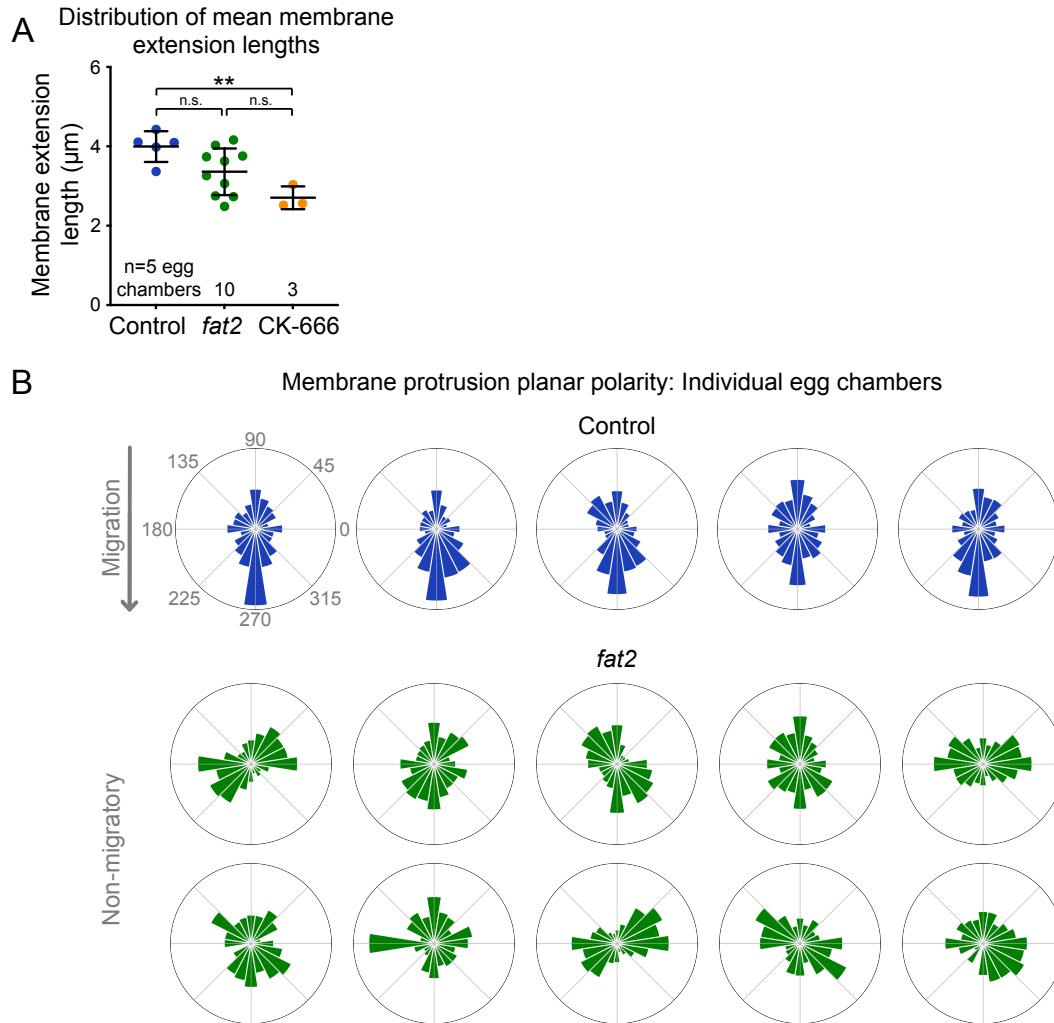 A
Distribution of mean membrane
extension lengths
6
4
2
0
Membrane extension
length (μm)
**
n.s.
n.s.
n=5 egg
chambers
10
3
Control
fat2
CK-666
B
Membrane protrusion planar polarity: Individual egg chambers
Control
Migration
90
135
45
180
0
225
315
270
fat2
Non-migratory